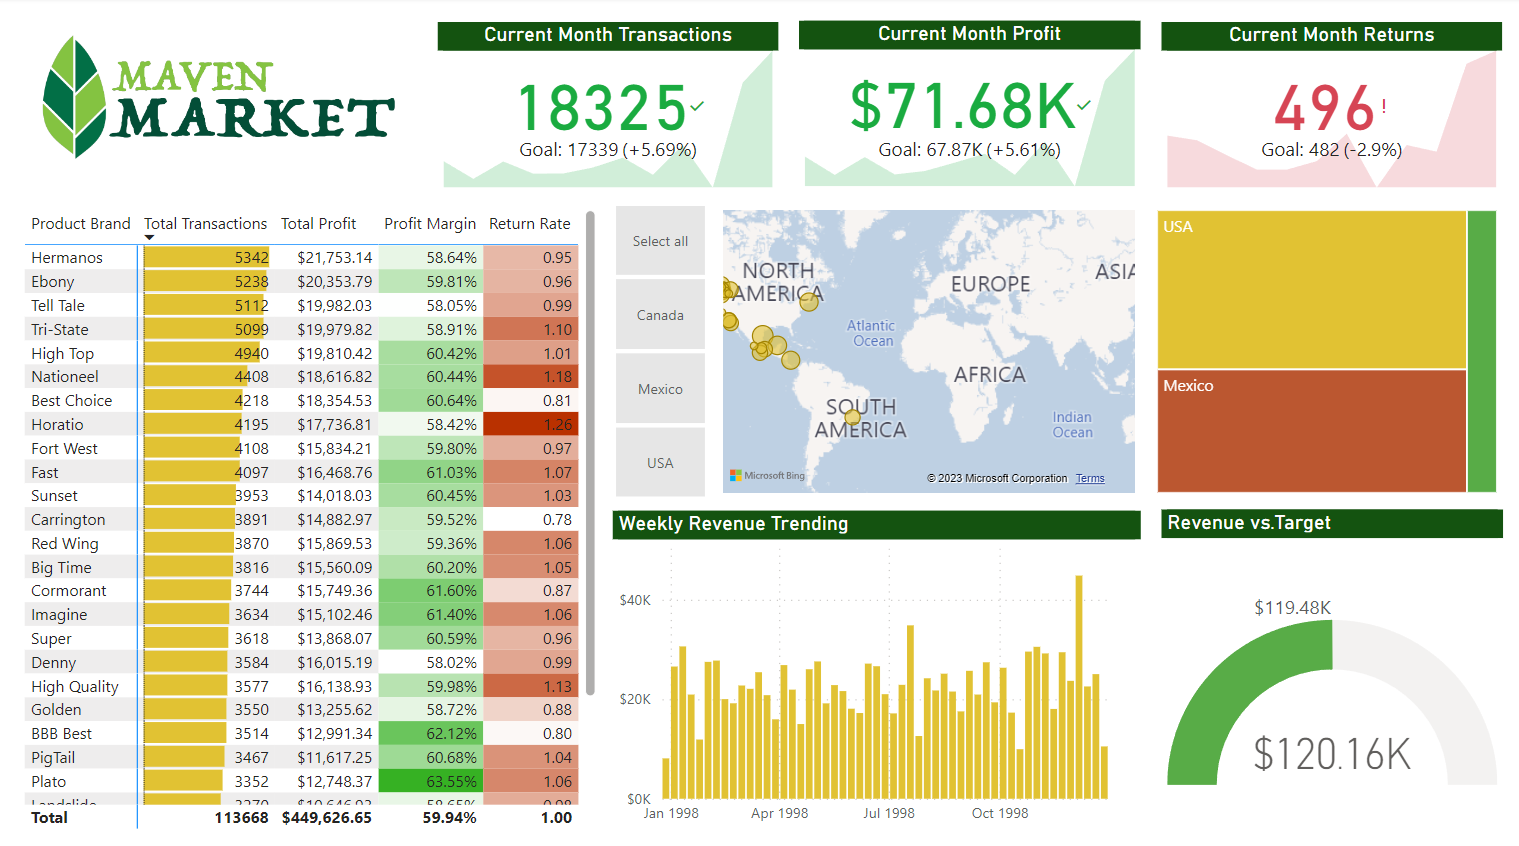 MAVEN
MARKET
Current Month Transactions
18325
Goal: 17339 (+5.69%)
Current Month Profit
$71.68K
Goal: 67.87K (+5.61%)
Current Month Returns
496!
Goal: 482 (-2.9%)
Product Brand Total Transactions Total Profit Profit Margin Return Rate
Hermanos 5342 $21,753.14 58.64% 0.95
Ebony 5238 $20,353.79 59.81% 0.96
Tell Tale 5112 $19,982.03 58.05% 0.99
Tri-State 5099 $19,979.82 58.91% 1.10
High Top 4940 $19,810.42 60.42% 1.01
Nationeel 4408 $18,616.82 60.44% 1.18
Best Choice 4218 $18,354.53 60.64% 0.81
Horatio 4195 $17,736.81 58.42% 1.26
Fort West 4108 $15,834.21 59.80% 0.97
Fast 4097 $16,468.76 61.03% 1.07
Sunset 3953 $14,018.03 60.45% 1.03
Carrington 3891 $14,882.97 59.52% 0.78
Red Wing 3870 $15,869.53 59.36% 1.06
Big Time 3816 $15,560.09 60.20% 1.05
Cormorant 3744 $15,749.36 61.60% 0.87
Imagine 3634 $15,102.46 61.40% 1.06
Super 3618 $13,868.07 60.59% 0.96
Denny 3584 $16,015.19 58.02% 0.99
High Quality 3577 $16,138.93 59.98% 1.13
Golden 3550 $13,255.62 58.72% 0.88
BBB Best 3514 $12,991.34 62.12% 0.80
PigTail 3467 $11,617.25 60.68% 1.04
Plato 3352 $12,748.37 63.55% 1.06
Total 113668 $449,626.65 59.94% 1.00
Select all
Canada
Mexico
USA
NORTH
AMERICA
EUROPE
ASIA
Atlantic
Ocean
AFRICA
SOUTH
AMERICA
Indian
Ocean
Microsoft Bing
© 2023 Microsoft Corporation Terms
USA
Mexico
Weekly Revenue Trending
$40K
$20K
$0K
Jan 1998 Apr 1998 Jul 1998 Oct 1998
Revenue vs.Target
$119.48K
$120.16K